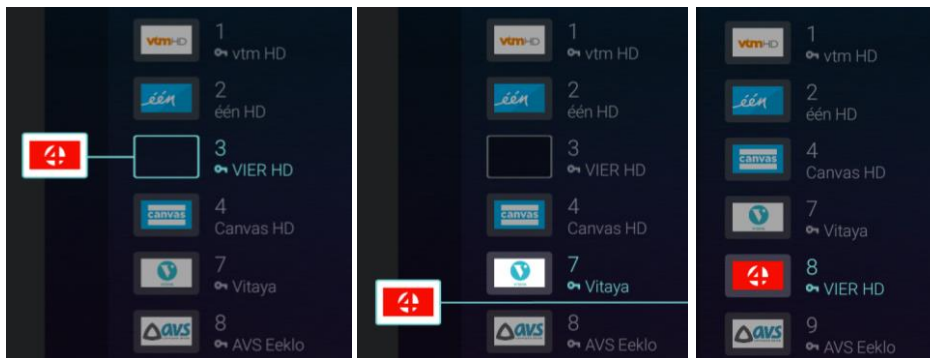 vtmHD
1
vtm HD
één
2
één HD
4
3
VIER HD
canvas
4
Canvas HD
7
Vitaya
AVS
8
AVS Eeklo
vtmHD
1
vtm HD
één
2
één HD
3
VIER HD
canvas
4
Canvas HD
7
Vitaya
4
AVS
8
AVS Eeklo
vtmHD
1
vtm HD
één
2
één HD
canvas
4
Canvas HD
7
Vitaya
4
8
VIER HD
AVS
9
AVS Eeklo